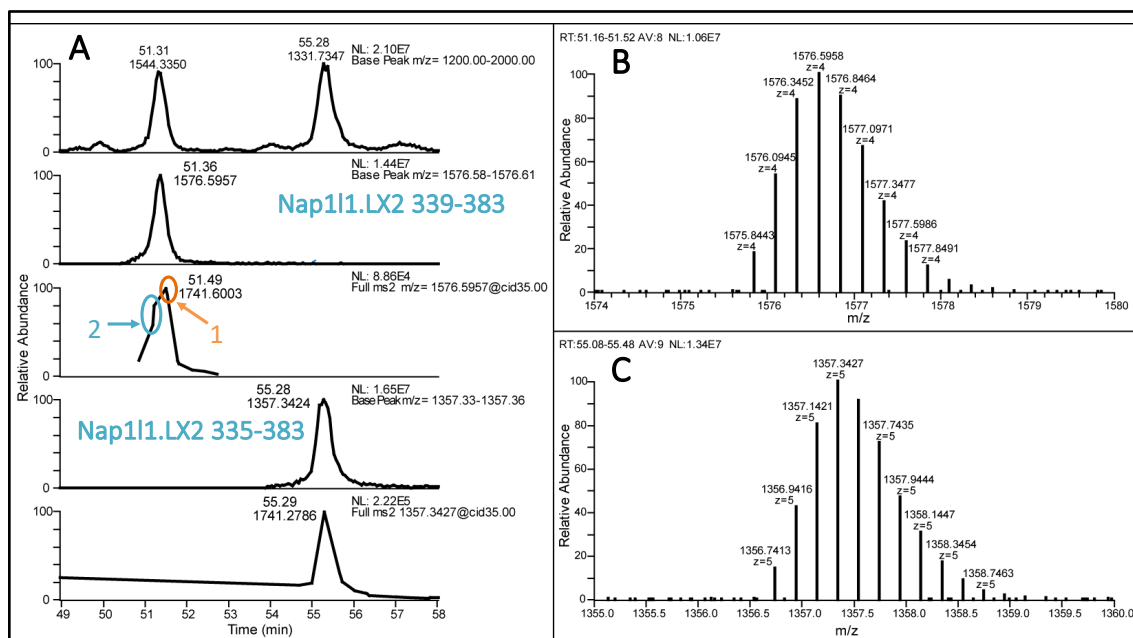 A
51.31
1544.3350
55.28
1331.7347
NL: 2.10E7
Base Peak m/z= 1200.00-2000.00
100
0
51.36
1576.5957
NL: 1.44E7
Base Peak m/z= 1576.58-1576.61
Nap1l1.LX2 339-383
100
0
51.49
1741.6003
NL: 8.86E4
Full ms2 m/z= 1576.5957@cid35.00
2
1
100
0
55.28
1357.3424
NL: 1.65E7
Base Peak m/z= 1357.33-1357.36
Nap1l1.LX2 335-383
100
0
55.29
1741.2786
NL: 2.22E5
Full ms2 1357.3427@cid35.00
100
0
Relative Abundance
49 50 51 52 53 54 55 56 57 58
Time (min)
RT:51.16-51.52 AV:8 NL:1.06E7
B
100
80
60
40
20
0
Relative Abundance
1575.8443
z=4
1576.0945
z=4
1576.3452
z=4
1576.5958
z=4
1576.8464
z=4
1577.0971
z=4
1577.3477
z=4
1577.5986
z=4
1577.8491
z=4
1574 1575 1576 1577 1578 1579 1580
m/z
RT:55.08-55.48 AV:9 NL:1.34E7
C
100
80
60
40
20
0
Relative Abundance
1356.7413
z=5
1356.9416
z=5
1357.1421
z=5
1357.3427
z=5
1357.7435
z=5
1357.9444
z=5
1358.1447
z=5
1358.3454
z=5
1358.7463
z=5
1355.0 1355.5 1356.0 1356.5 1357.0 1357.5 1358.0 1358.5 1359.0 1359.5 1360.0
m/z